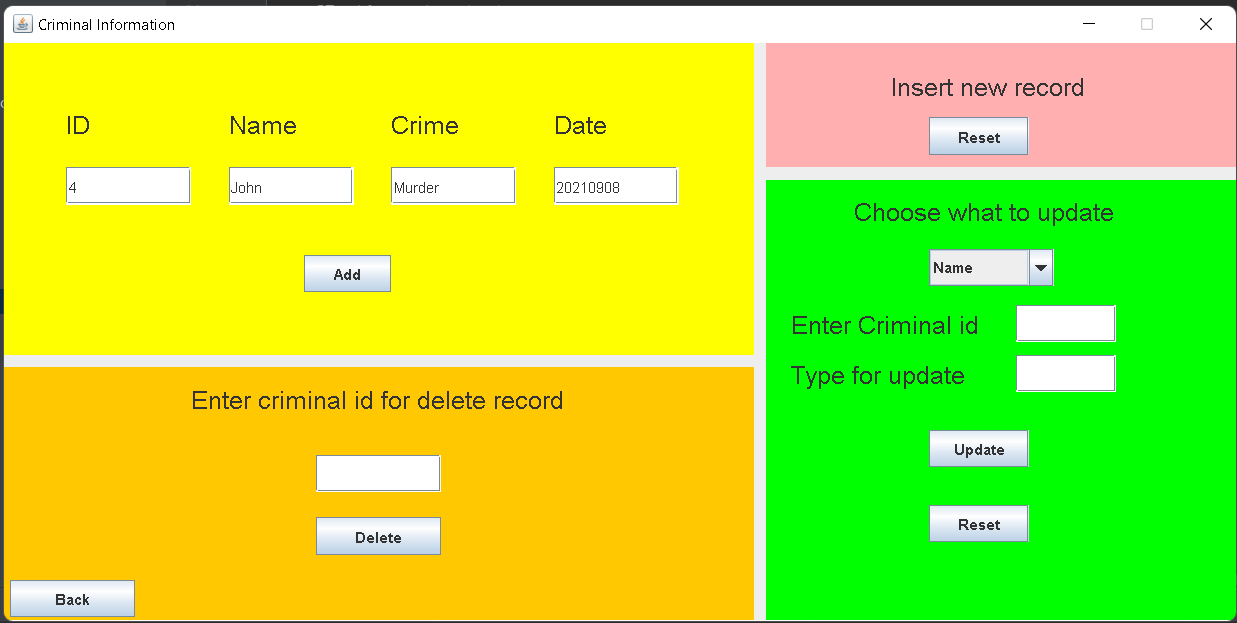 Criminal Information
ID Name Crime Date
4 John Murder 20210908
Add
Enter criminal id for delete record
Delete
Back
Insert new record
Reset
Choose what to update
Name
Enter Criminal id
Type for update
Update
Reset